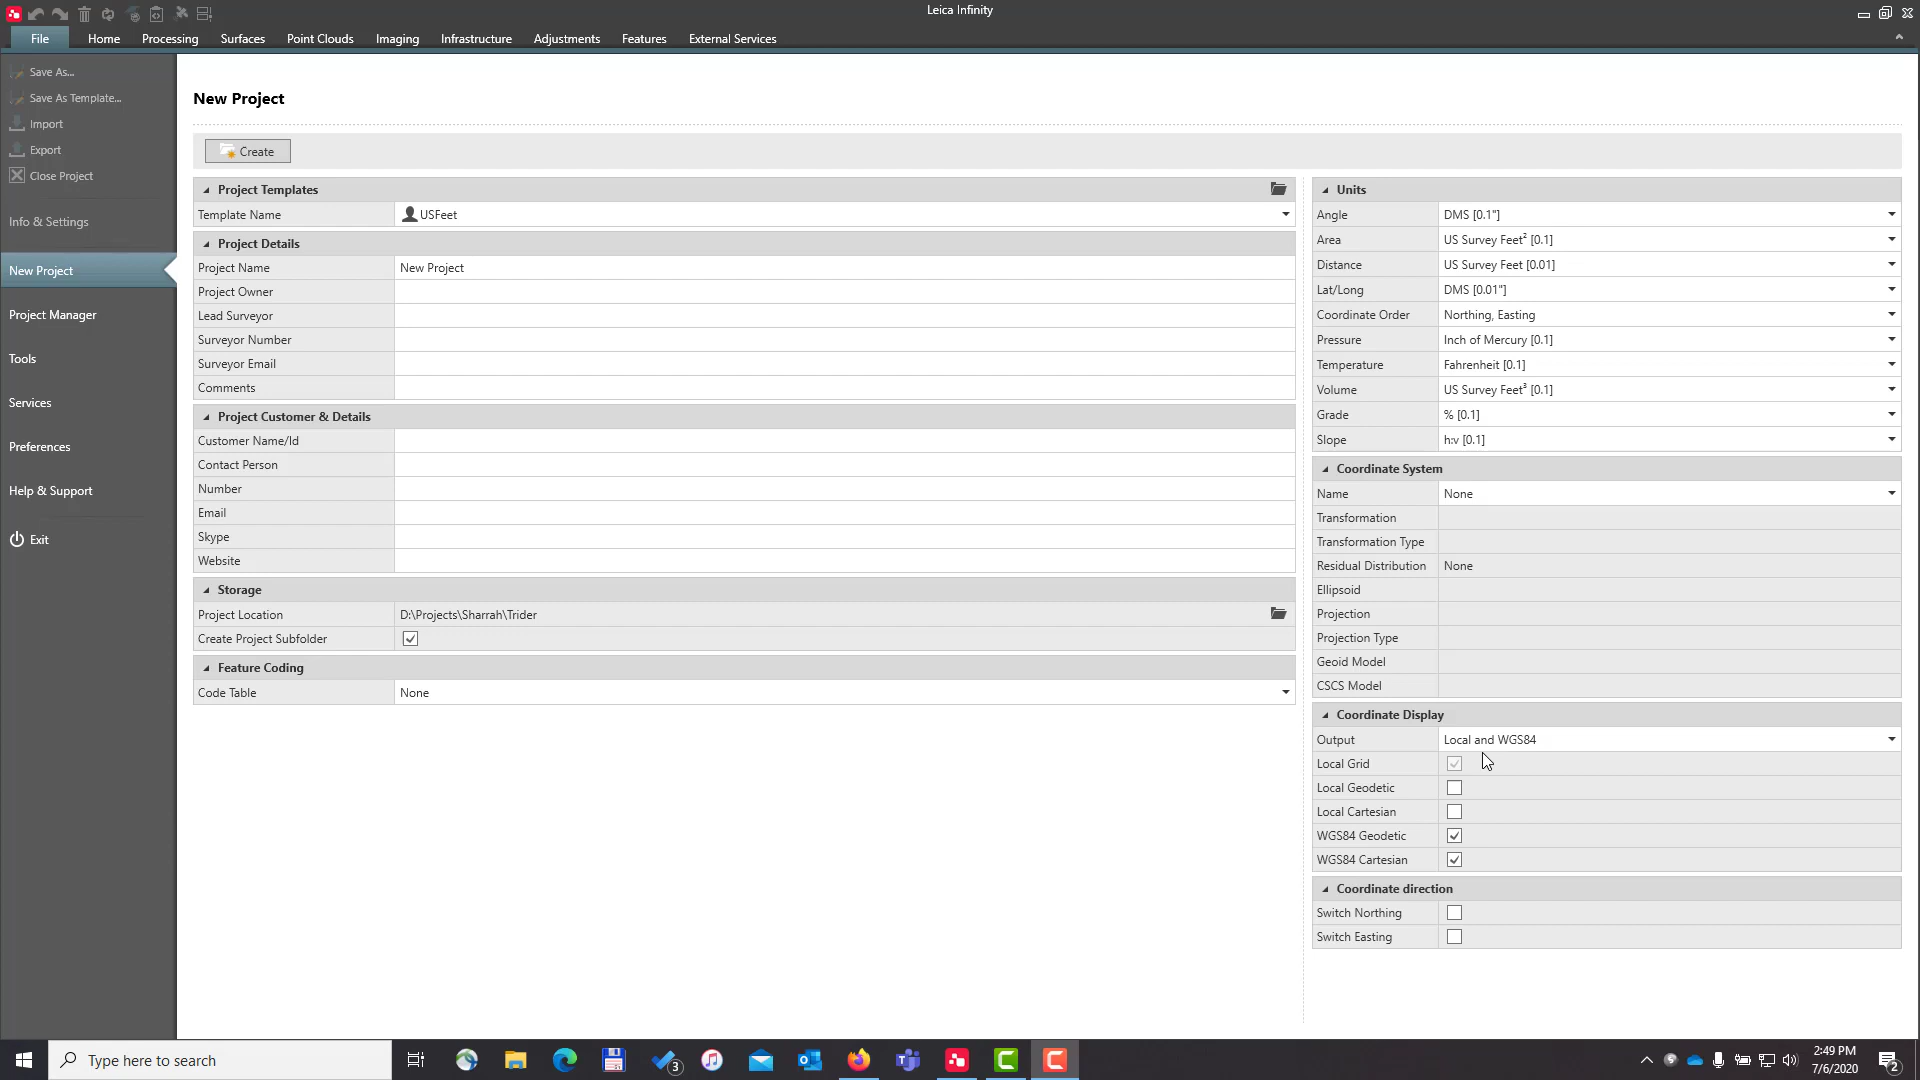 Leica Infinity
File
Home
Processing
Surfaces
Point Clouds
Imaging
Infrastructure
Adjustments
Features
External Services
Save As...
Save As Template...
Import
Export
Close Project
Info & Settings
New Project
Project Manager
Tools
Services
Preferences
Help & Support
Exit
New Project
Create
Project Templates
Template Name USFeet
Project Details
Project Name New Project
Project Owner
Lead Surveyor
Surveyor Number
Surveyor Email
Comments
Project Customer & Details
Customer Name/Id
Contact Person
Number
Email
Skype
Website
Storage
Project Location D:\Projects\Sharrah\Trider
Create Project Subfolder
Feature Coding
Code Table None
Units
Angle DMS [0.1"]
Area US Survey Feet² [0.1]
Distance US Survey Feet [0.01]
Lat/Long DMS [0.01"]
Coordinate Order Northing, Easting
Pressure Inch of Mercury [0.1]
Temperature Fahrenheit [0.1]
Volume US Survey Feet³ [0.1]
Grade % [0.1]
Slope h:v [0.1]
Coordinate System
Name None
Transformation
Transformation Type
Residual Distribution None
Ellipsoid
Projection
Projection Type
Geoid Model
CSCS Model
Coordinate Display
Output Local and WGS84
Local Grid
Local Geodetic
Local Cartesian
WGS84 Geodetic
WGS84 Cartesian
Coordinate direction
Switch Northing
Switch Easting
Type here to search
3
2:49 PM
7/6/2020
2